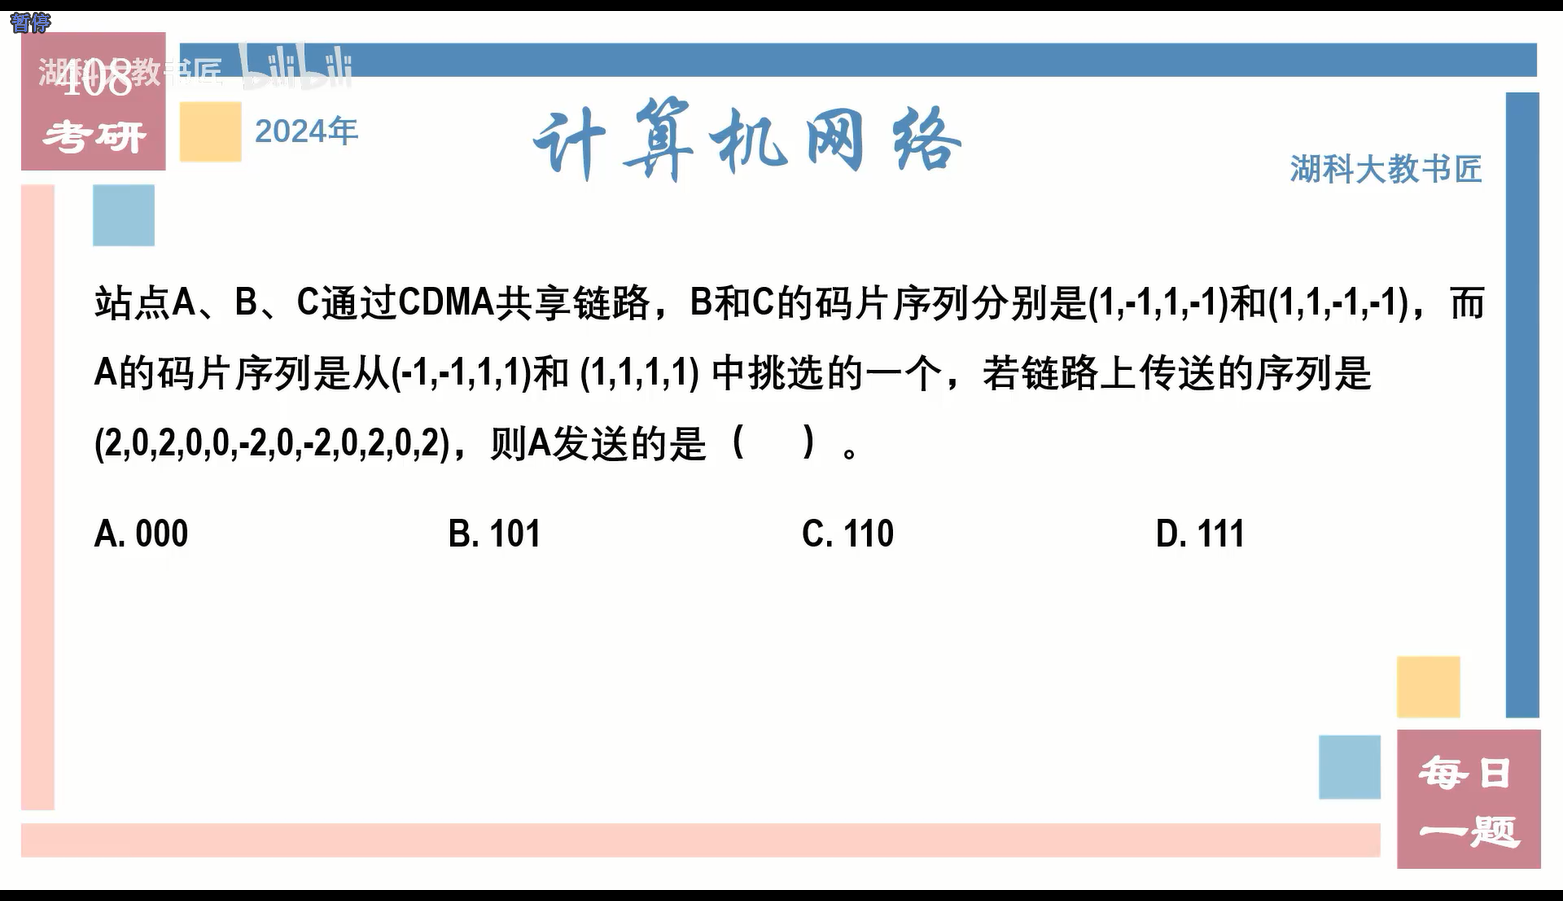 暂停
湖科大教书匠 bilibili
408
考研
2024年
计算机网络
湖科大教书匠
站点A、B、C通过CDMA共享链路，B和C的码片序列分别是(1,-1,1,-1)和(1,1,-1,-1)，而
A的码片序列是从(-1,-1,1,1)和 (1,1,1,1) 中挑选的一个，若链路上传送的序列是
(2,0,2,0,0,-2,0,-2,0,2,0,2)，则A发送的是（ ）。
A. 000 B. 101 C. 110 D. 111
每日
一题